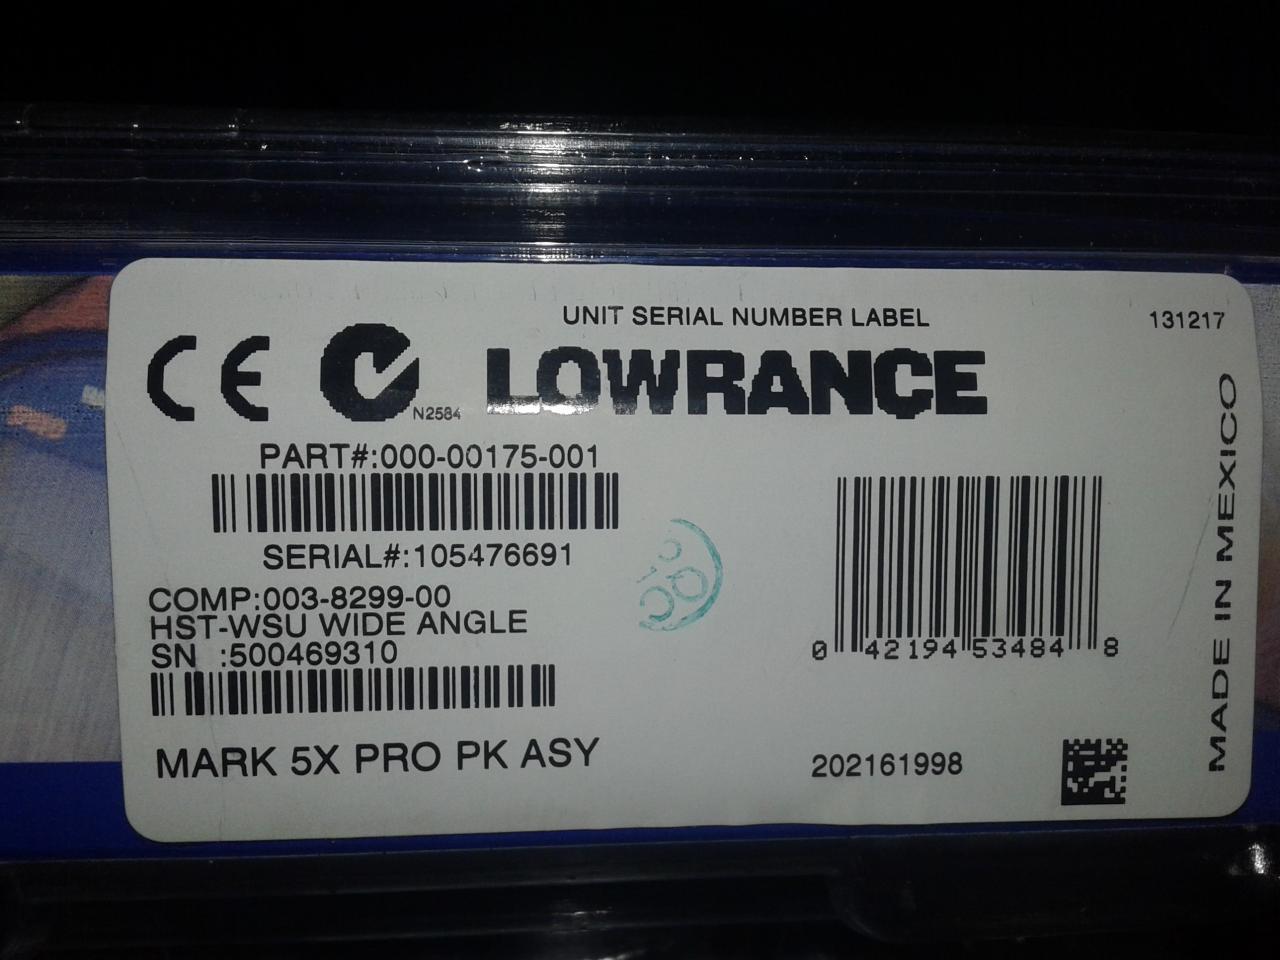 UNIT SERIAL NUMBER LABEL
131217
CE
N2584
LOWRANCE
PART#:000-00175-001
SERIAL#:105476691
COMP:003-8299-00
HST-WSU WIDE ANGLE
SN :500469310
0 42194 53484 8
MARK 5X PRO PK ASY
202161998
MADE IN MEXICO